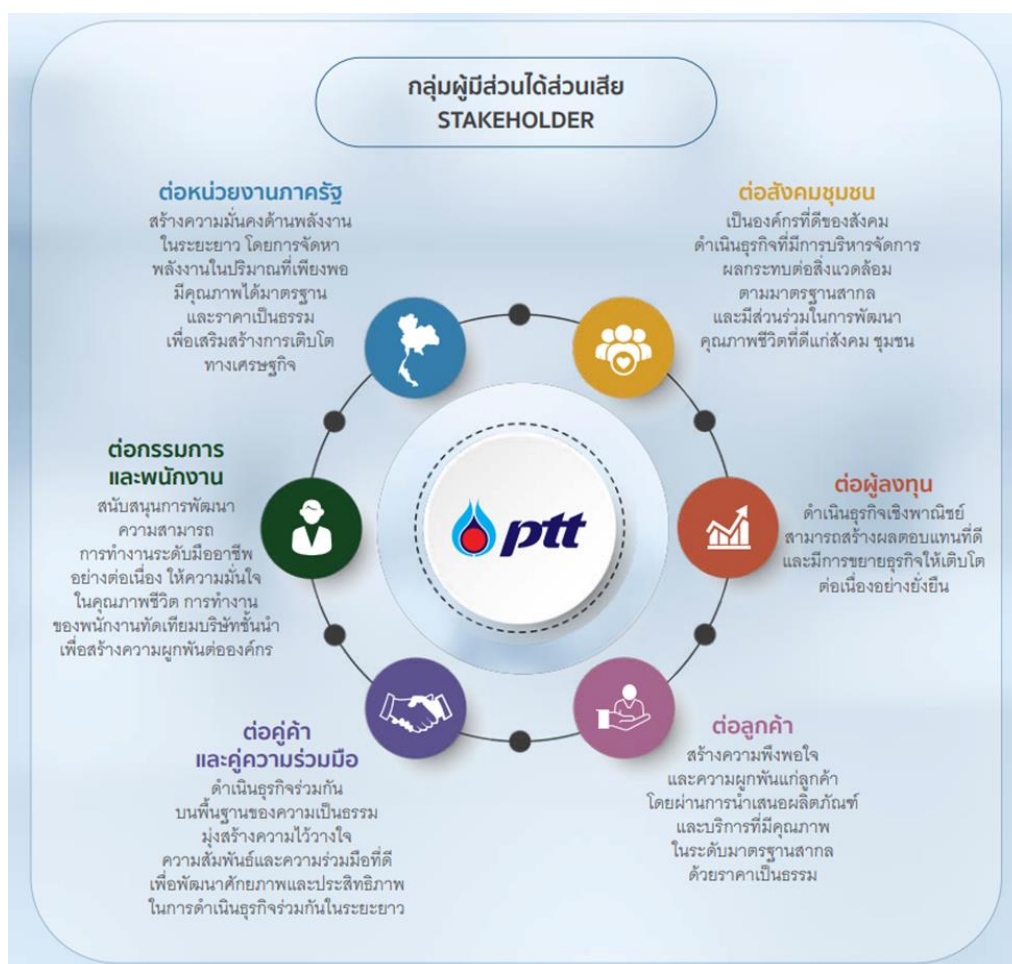 กลุ่มผู้มีส่วนได้ส่วนเสีย
STAKEHOLDER
ต่อหน่วยงานภาครัฐ
สร้างความมั่นคงด้านพลังงาน
ในระยะยาว โดยการจัดหา
พลังงานในปริมาณที่เพียงพอ
มีคุณภาพได้มาตรฐาน
และราคาเป็นธรรม
เพื่อเสริมสร้างการเติบโต
ทางเศรษฐกิจ
ต่อสังคมชุมชน
เป็นองค์กรที่ดีของสังคม
ดำเนินธุรกิจที่มีการบริหารจัดการ
ผลกระทบต่อสิ่งแวดล้อม
ตามมาตรฐานสากล
และมีส่วนร่วมในการพัฒนา
คุณภาพชีวิตที่ดีแก่สังคม ชุมชน
ต่อกรรมการ
และพนักงาน
สนับสนุนการพัฒนา
ความสามารถ
การทำงานระดับมืออาชีพ
อย่างต่อเนื่อง ให้ความมั่นใจ
ในคุณภาพชีวิต การทำงาน
ของพนักงานทัดเทียมบริษัทชั้นนำ
เพื่อสร้างความผูกพันต่อองค์กร
ptt
ต่อผู้ลงทุน
ดำเนินธุรกิจเชิงพาณิชย์
สามารถสร้างผลตอบแทนที่ดี
และมีการขยายธุรกิจให้เติบโต
ต่อเนื่องอย่างยั่งยืน
ต่อคู่ค้า
และคู่ความร่วมมือ
ดำเนินธุรกิจร่วมกัน
บนพื้นฐานของความเป็นธรรม
มุ่งสร้างความไว้วางใจ
ความสัมพันธ์และความร่วมมือที่ดี
เพื่อพัฒนาศักยภาพและประสิทธิภาพ
ในการดำเนินธุรกิจร่วมกันในระยะยาว
ต่อลูกค้า
สร้างความพึงพอใจ
และความผูกพันแก่ลูกค้า
โดยผ่านการนำเสนอผลิตภัณฑ์
และบริการที่มีคุณภาพ
ในระดับมาตรฐานสากล
ด้วยราคาเป็นธรรม